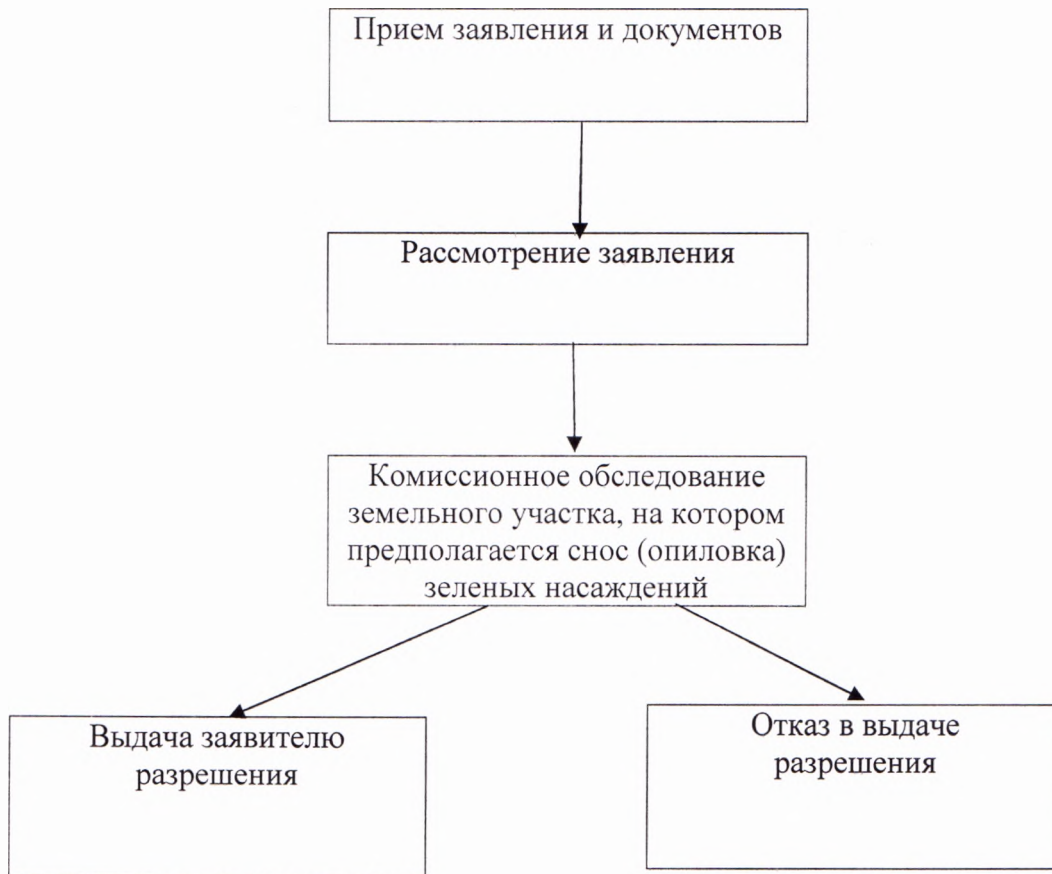 Прием заявления и документов
Рассмотрение заявления
Комиссионное обследование
земельного участка, на котором
предполагается снос (опиловка)
зеленых насаждений
Выдача заявителю
разрешения
Отказ в выдаче
разрешения